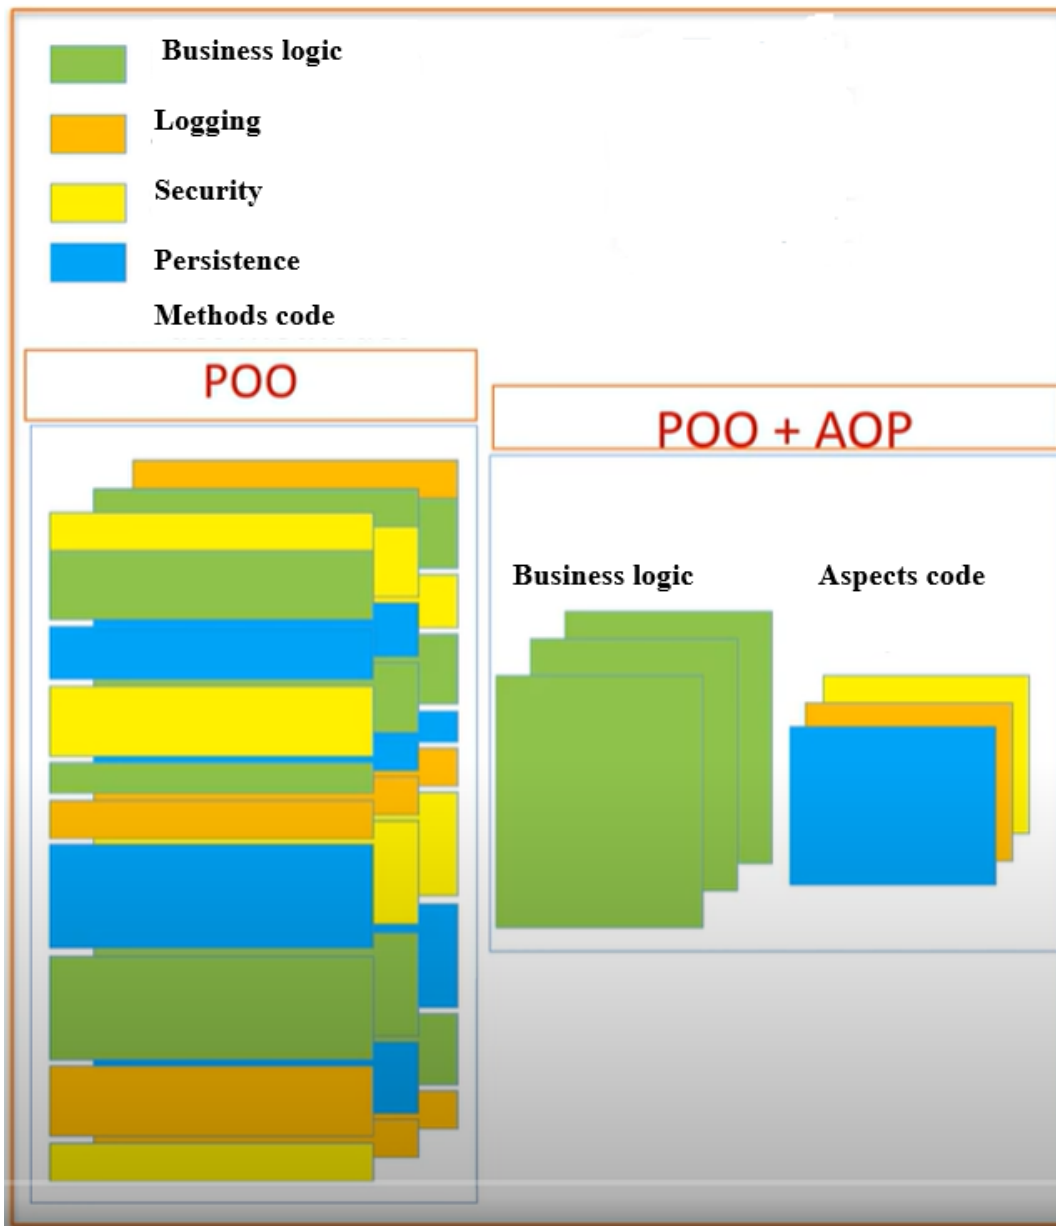 Business logic
Logging
Security
Persistence
Methods code
POO
POO + AOP
Business logic
Aspects code